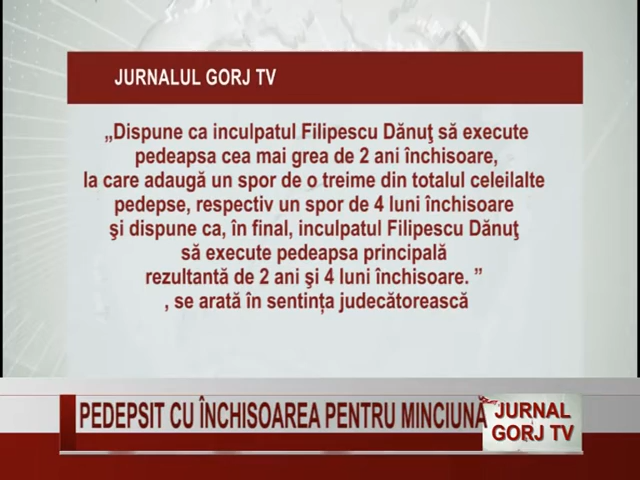 JURNALUL GORJ TV
„Dispune ca inculpatul Filipescu Dănuţ să execute
pedeapsa cea mai grea de 2 ani închisoare,
la care adaugă un spor de o treime din totalul celeilalte
pedepse, respectiv un spor de 4 luni închisoare
şi dispune ca, în final, inculpatul Filipescu Dănuţ
să execute pedeapsa principală
rezultantă de 2 ani şi 4 luni închisoare. ”
, se arată în sentința judecătorească
PEDEPSIT CU ÎNCHISOAREA PENTRU MINCIUNĂ
JURNAL
GORJ TV